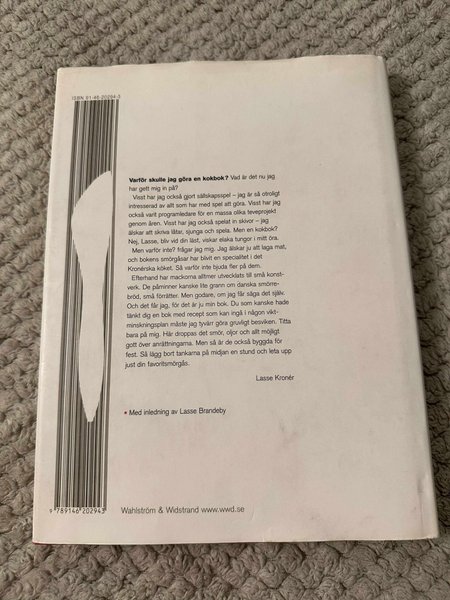 ISBN 91-46-20294-3
Varför skulle jag göra en kokbok? Vad är det nu jag
har gett mig in på?
Visst har jag också gjort sällskapsspel – jag är så otroligt
intresserad av allt som har med spel att göra. Visst har jag
också varit programledare för en massa olika teveprojekt
genom åren. Visst har jag också spelat in skivor – jag
älskar att skriva låtar, sjunga och spela. Men en kokbok?
Nej, Lasse, bliv vid din läst, viskar elaka tungor i mitt öra.
Men varför inte? frågar jag mig. Jag älskar ju att laga mat,
och bokens smörgåsar har blivit en specialitet i det
Kronérska köket. Så varför inte bjuda fler på dem.
Efterhand har mackorna alltmer utvecklats till små konst-
verk. De påminner kanske lite grann om danska smörre-
bröd, små förrätter. Men godare, om jag får säga det själv.
Och det får jag, för det är ju min bok. Du som kanske hade
tänkt dig en bok med recept som kan ingå i någon vikt-
minskningsplan måste jag tyvärr göra gruvligt besviken. Titta
bara på mig. Här droppas det smör, oljor och allt möjligt
gott över anrättningarna. Men så är de också byggda för
fest. Så lägg bort tankarna på midjan en stund och leta upp
just din favoritsmörgås.
Lasse Kronér
• Med inledning av Lasse Brandeby
9 789146 202943
Wahlström & Widstrand www.wwd.se